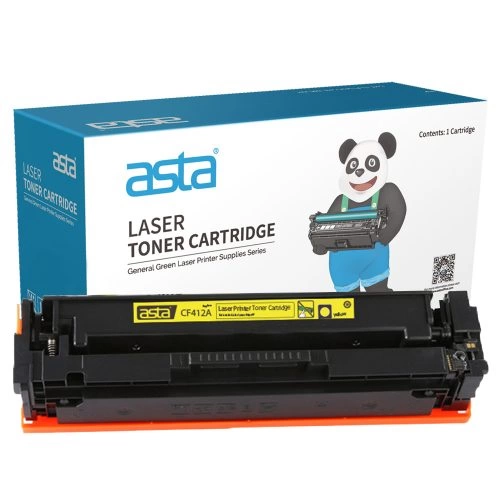 asta
Contents: 1 Cartridge
asta
LASER
TONER CARTRIDGE
General Green Laser Printer Supplies Series
asta
CF412A
Laser Printer Toner Cartridge
yellow